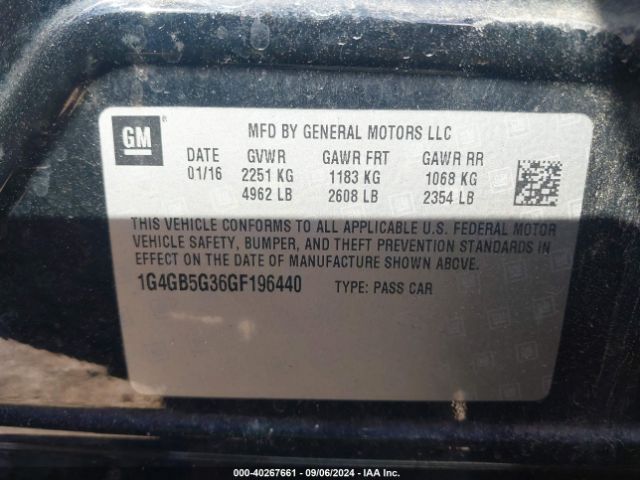 GM ®
MFD BY GENERAL MOTORS LLC
DATE GVWR GAWR FRT GAWR RR
01/16 2251 KG 1183 KG 1068 KG
4962 LB 2608 LB 2354 LB
THIS VEHICLE CONFORMS TO ALL APPLICABLE U.S. FEDERAL MOTOR
VEHICLE SAFETY, BUMPER, AND THEFT PREVENTION STANDARDS IN
EFFECT ON THE DATE OF MANUFACTURE SHOWN ABOVE.
1G4GB5G36GF196440 TYPE: PASS CAR
000-40267661 - 09/06/2024 - IAA Inc.